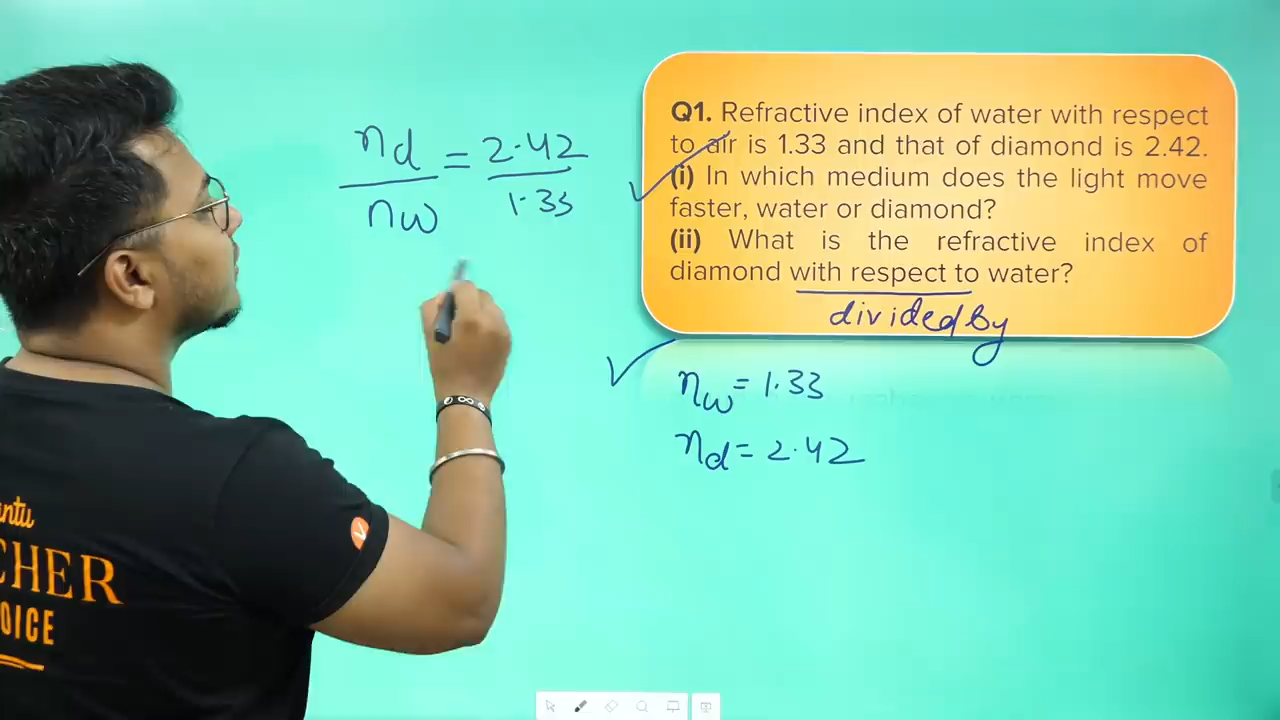 Q1. Refractive index of water with respect
to air is 1.33 and that of diamond is 2.42.
(i) In which medium does the light move
faster, water or diamond?
(ii) What is the refractive index of
diamond with respect to water?
divided by
nw = 1.33
nd = 2.42
nd / nw = 2.42 / 1.33
CHER
OICE